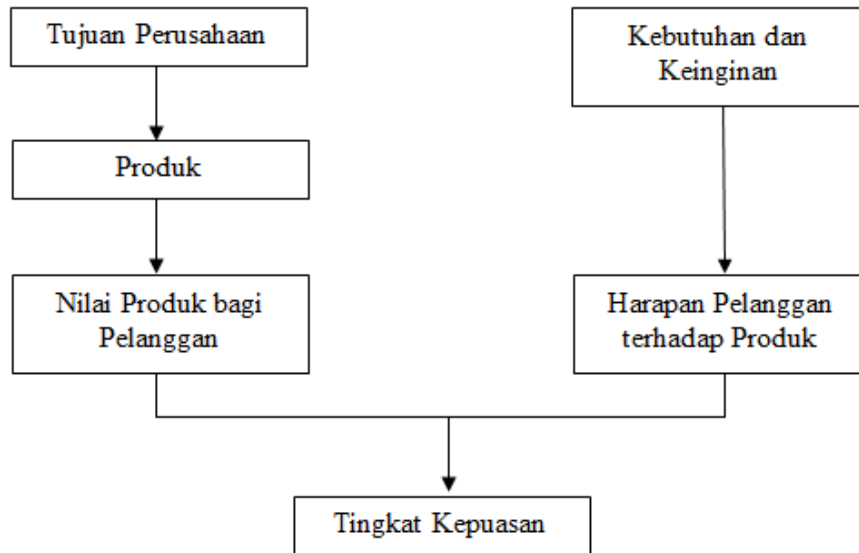 Tujuan Perusahaan
Kebutuhan dan
Keinginan
Produk
Nilai Produk bagi
Pelanggan
Harapan Pelanggan
terhadap Produk
Tingkat Kepuasan